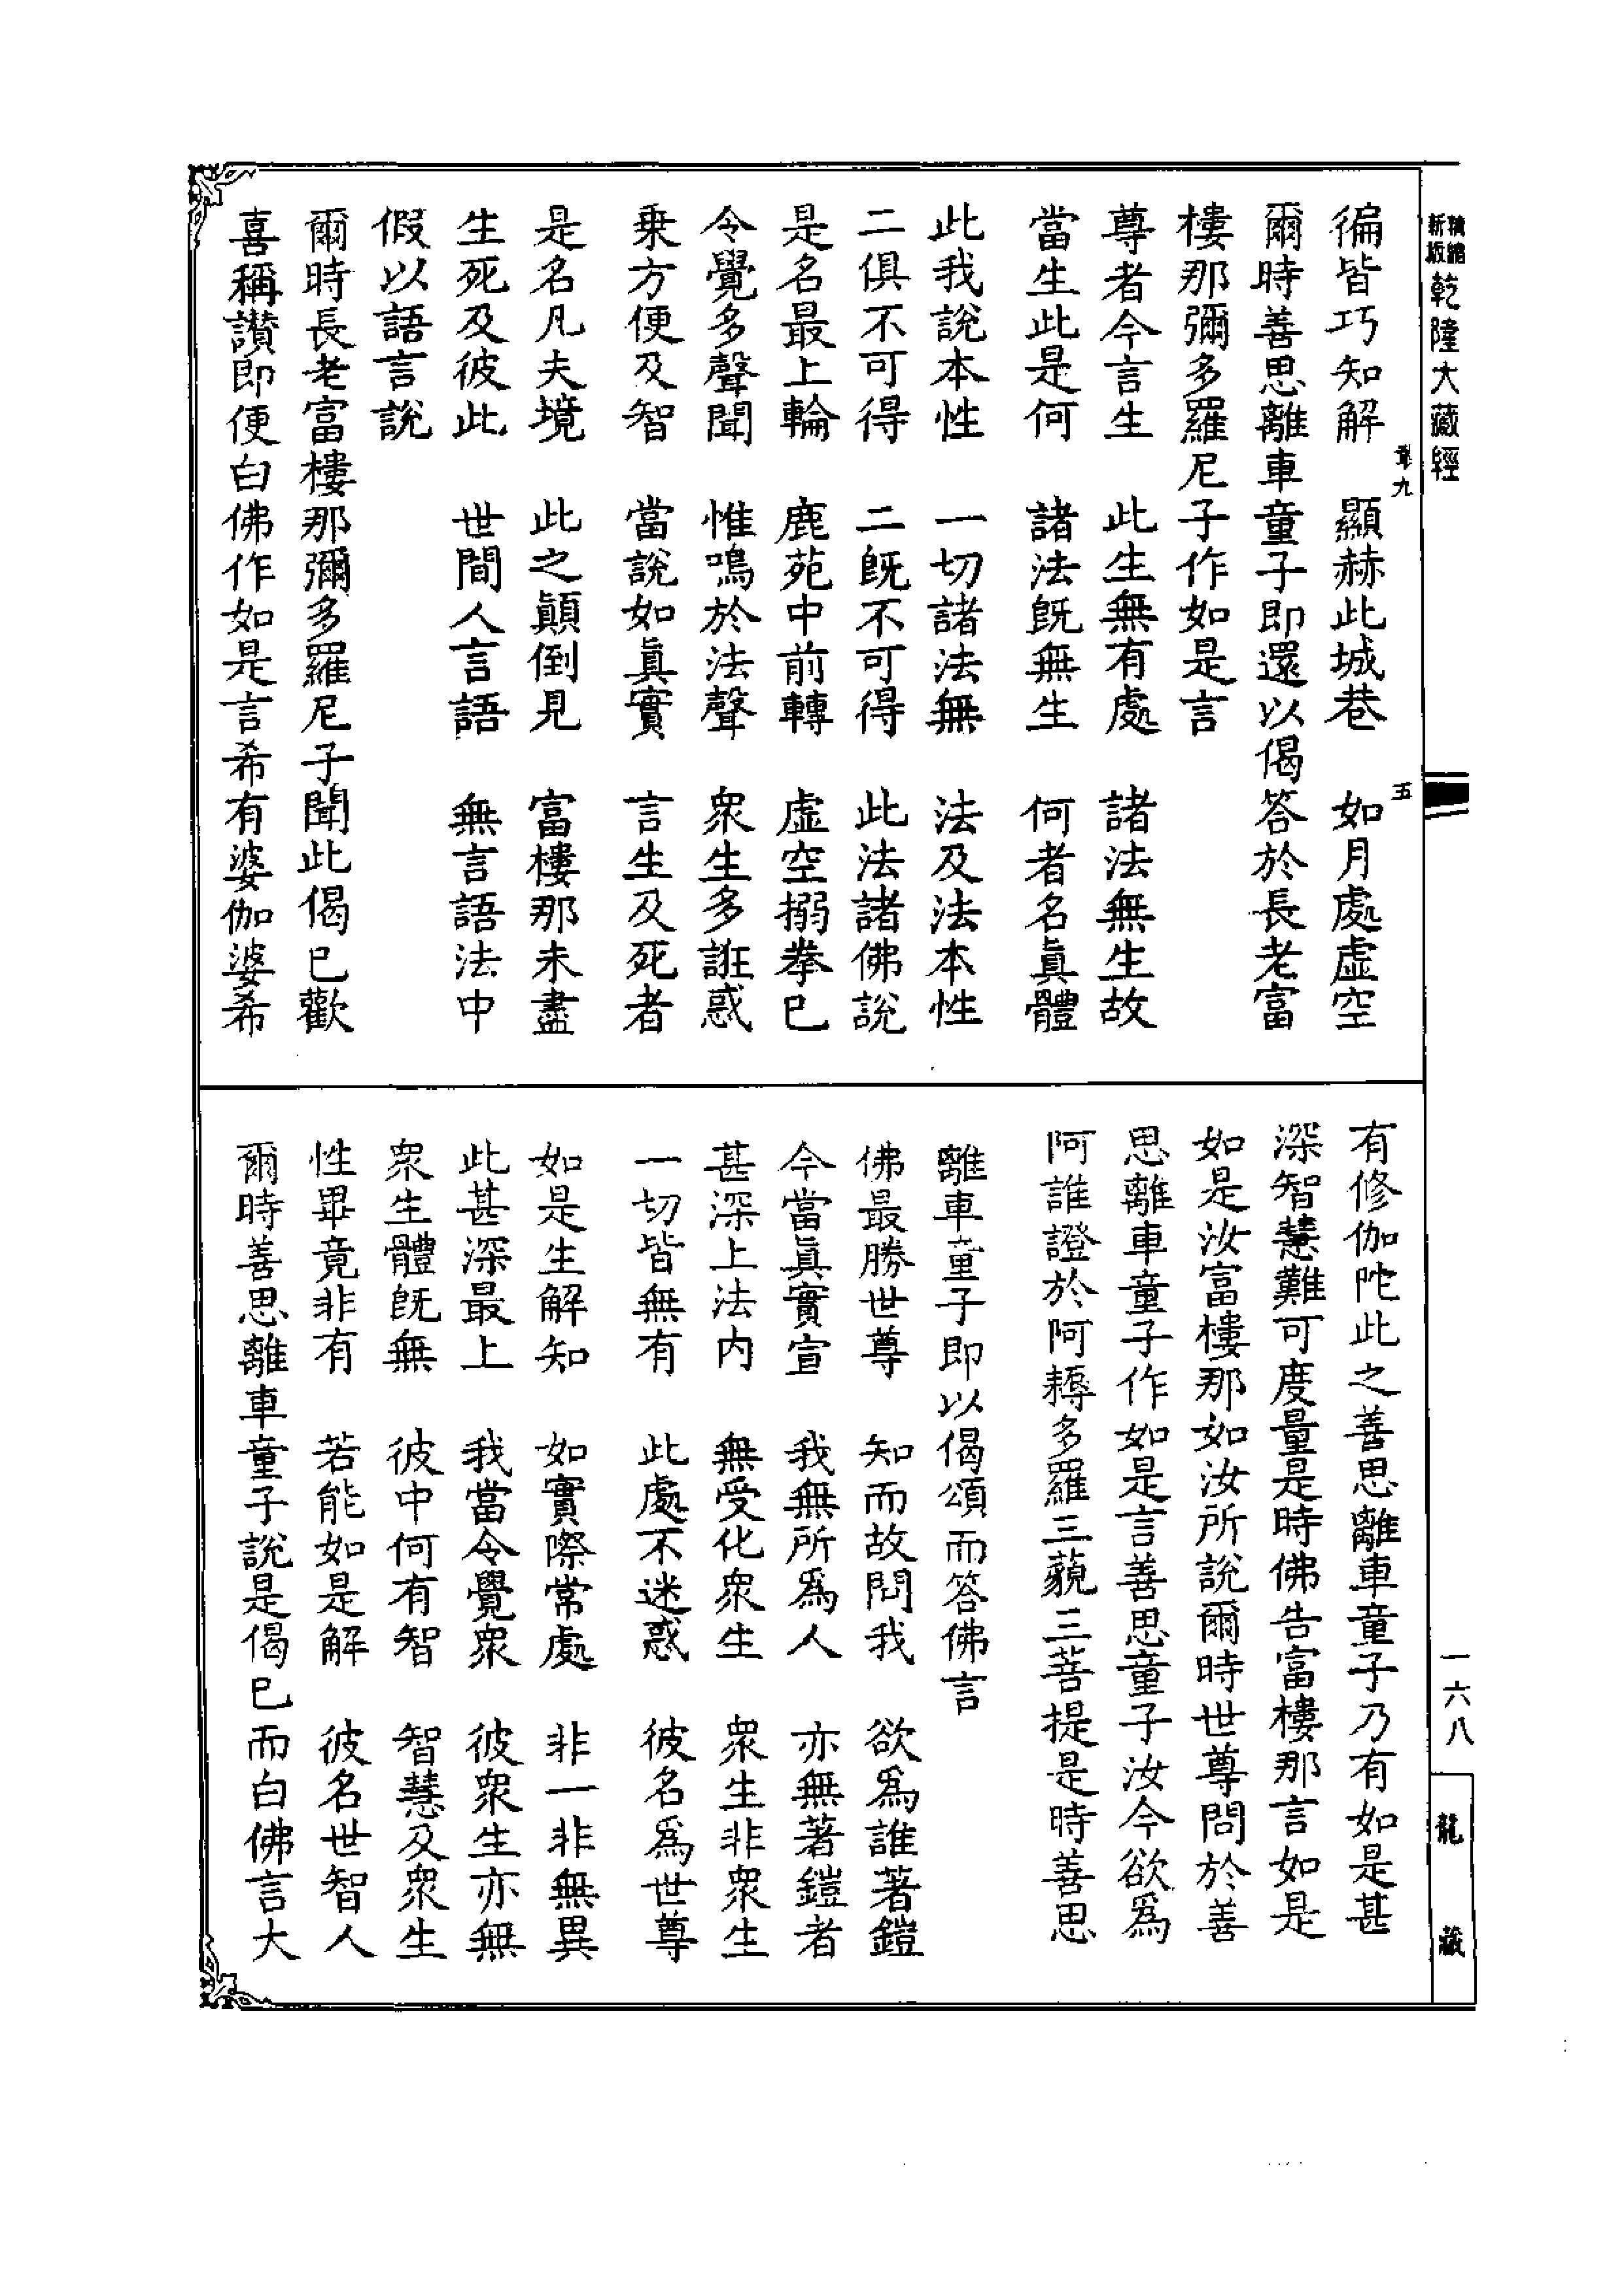 精縮
新版
乾隆大藏經
章九
五
徧皆巧知解　顯赫此城巷　如月處虛空
爾時善思離車童子即還以偈答於長老富
樓那彌多羅尼子作如是言
尊者今言生　此生無有處　諸法無生故
當生此是何　諸法旣無生　何者名眞體
此我說本性　一切諸法無　法及法本性
二俱不可得　二旣不可得　此法諸佛說
是名最上輪　鹿苑中前轉　虛空搦拳已
令覺多聲聞　惟鳴於法聲　衆生多誑惑
乗方便及智　當說如眞實　言生及死者
是名凡夫境　此之顚倒見　富樓那未盡
生死及彼此　世間人言語　無言語法中
假以語言說
爾時長老富樓那彌多羅尼子聞此偈已歡
喜稱讃即便白佛作如是言希有婆伽婆希
有修伽陀此之善思離車童子乃有如是甚
深智慧難可度量是時佛告富樓那言如是
如是汝富樓那如汝所說爾時世尊問於善
思離車童子作如是言善思童子汝今欲爲
阿誰證於阿耨多羅三藐三菩提是時善思
離車童子即以偈頌而答佛言
佛最勝世尊　知而故問我　欲爲誰著鎧
今當眞實宣　我無所爲人　亦無著鎧者
甚深上法内　無受化衆生　衆生非衆生
一切皆無有　此處不迷惑　彼名爲世尊
如是生解知　如實際常處　非一非無異
此甚深最上　我當令覺衆　彼衆生亦無
衆生體旣無　彼中何有智　智慧及衆生
性畢竟非有　若能如是解　彼名世智人
爾時善思離車童子說是偈已而白佛言大
一六八
龍藏